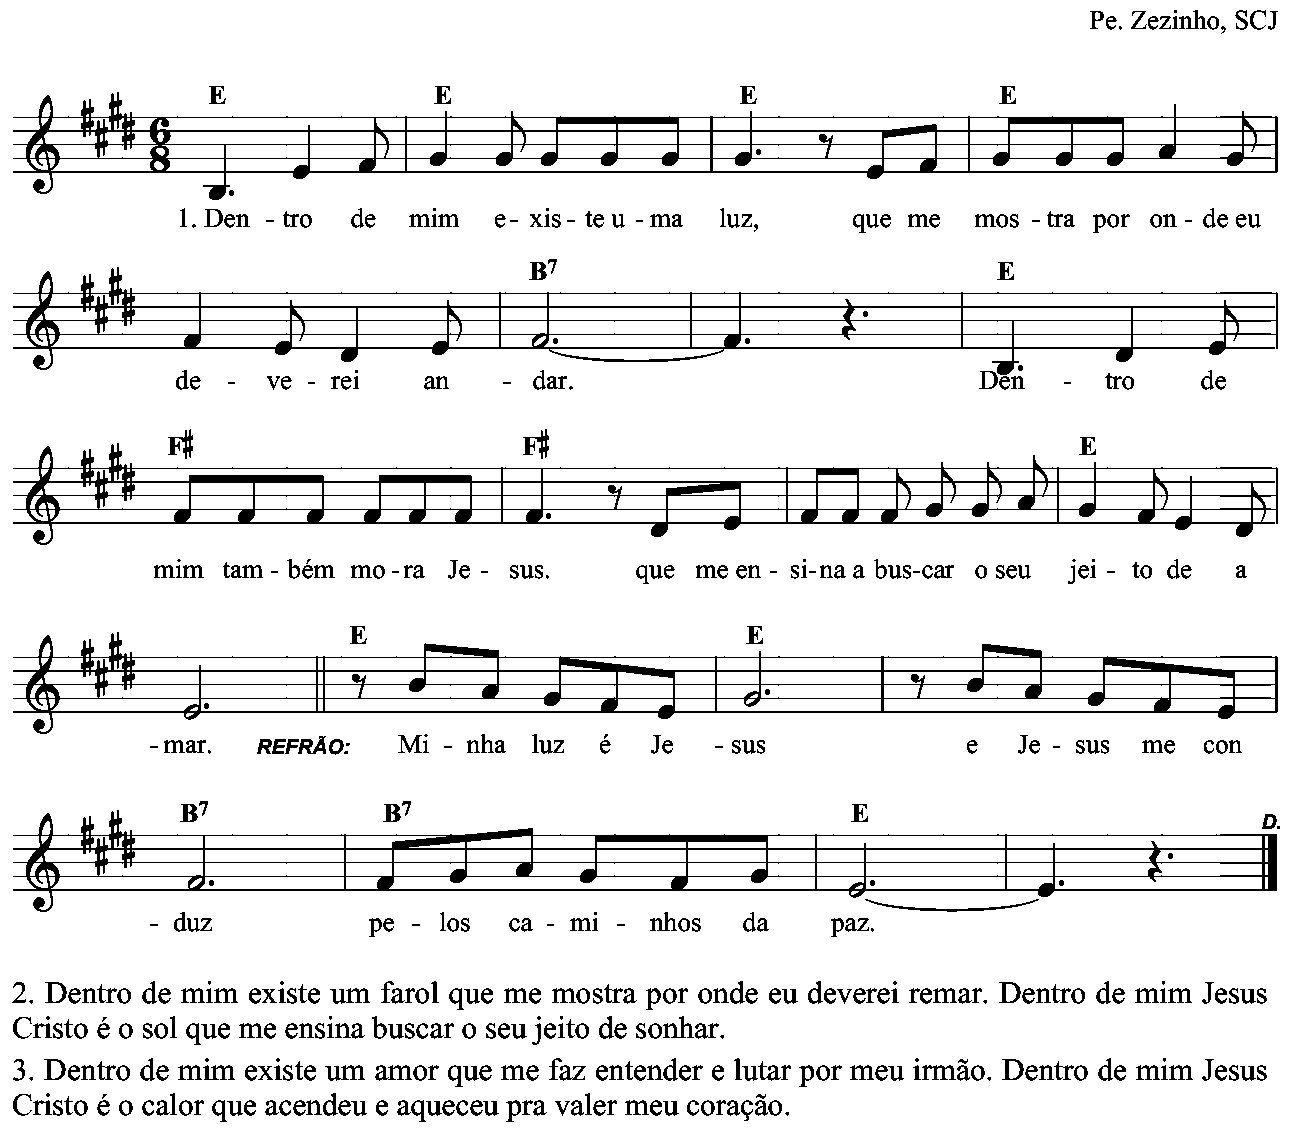 Pe. Zezinho, SCJ
E E E E
6
8
1. Den - tro de mim e - xis - te u - ma luz, que me mos - tra por on - de eu
B7 E
de - ve - rei an - dar. Den - tro de
F# F# E
mim tam - bém mo - ra Je - sus. que me en - si - na a bus - car o seu jei - to de a
E E
- mar. REFRÃO: Mi - nha luz é Je - sus e Je - sus me con
B7 B7 E D.
- duz pe - los ca - mi - nhos da paz.
2. Dentro de mim existe um farol que me mostra por onde eu deverei remar. Dentro de mim Jesus
Cristo é o sol que me ensina buscar o seu jeito de sonhar.
3. Dentro de mim existe um amor que me faz entender e lutar por meu irmão. Dentro de mim Jesus
Cristo é o calor que acendeu e aqueceu pra valer meu coração.